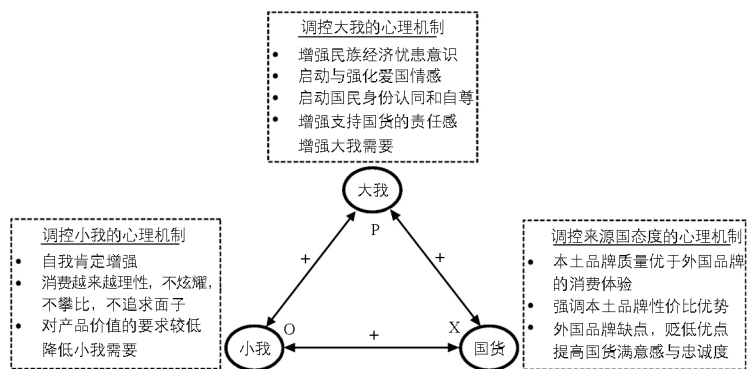 调控大我的心理机制
• 增强民族经济忧患意识
• 启动与强化爱国情感
• 启动国民身份认同和自尊
• 增强支持国货的责任感
增强大我需要
大我
P
调控小我的心理机制
• 自我肯定增强
• 消费越来越理性，不炫耀，
不攀比，不追求面子
• 对产品价值的要求较低
降低小我需要
+
+
调控来源国态度的心理机制
• 本土品牌质量优于外国品牌
的消费体验
• 强调本土品牌性价比优势
• 外国品牌缺点，贬低优点
提高国货满意感与忠诚度
O
+
X
小我
国货